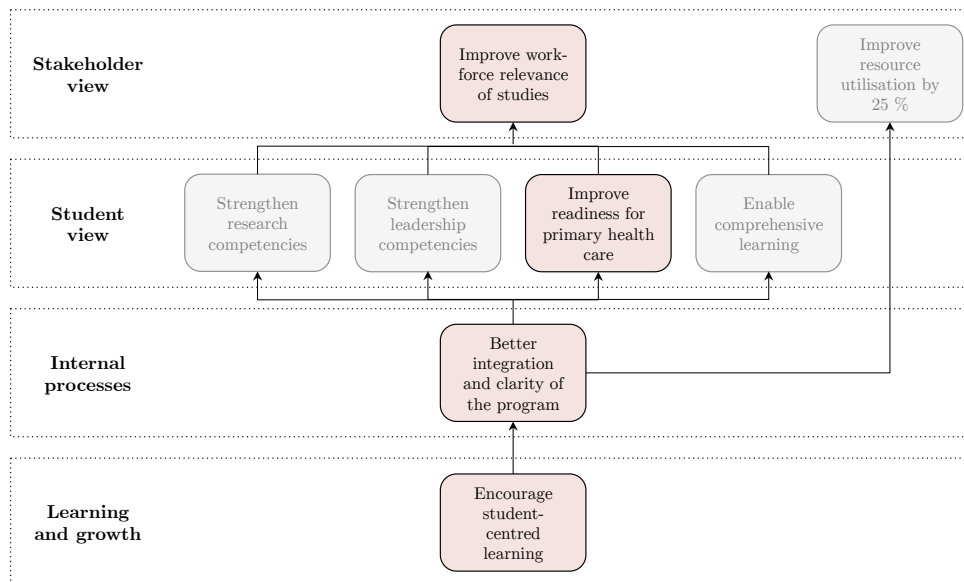 Stakeholder
view
Improve work-
force relevance
of studies
Improve
resource
utilisation by
25 %
Student
view
Strengthen
research
competencies
Strengthen
leadership
competencies
Improve
readiness for
primary health
care
Enable
comprehensive
learning
Internal
processes
Better
integration
and clarity of
the program
Learning
and growth
Encourage
student-
centred
learning